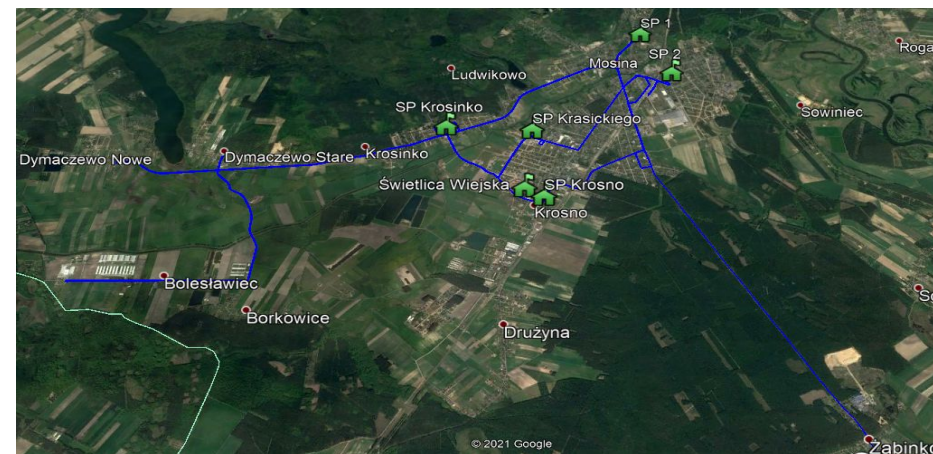 SP 1
Roga
SP 2
Mosina
Ludwikowo
SP Krosinko
Sowiniec
SP Krasickiego
Dymaczewo Nowe
Dymaczewo Stare
Krosinko
Świetlica Wiejska
SP Krosno
Krosno
Bolesławiec
So
Borkowice
Drużyna
© 2021 Google
Żabinko